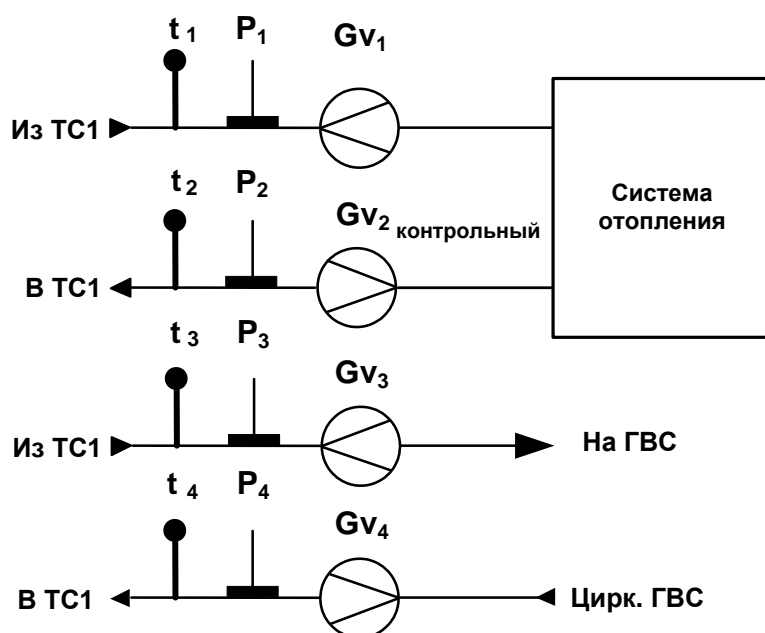 t 1 P1 Gv1
Из ТС1
Система
отопления
t 2 P2 Gv2 контрольный
В ТС1
t 3 P3 Gv3
Из ТС1
На ГВС
t 4 P4 Gv4
В ТС1
Цирк. ГВС